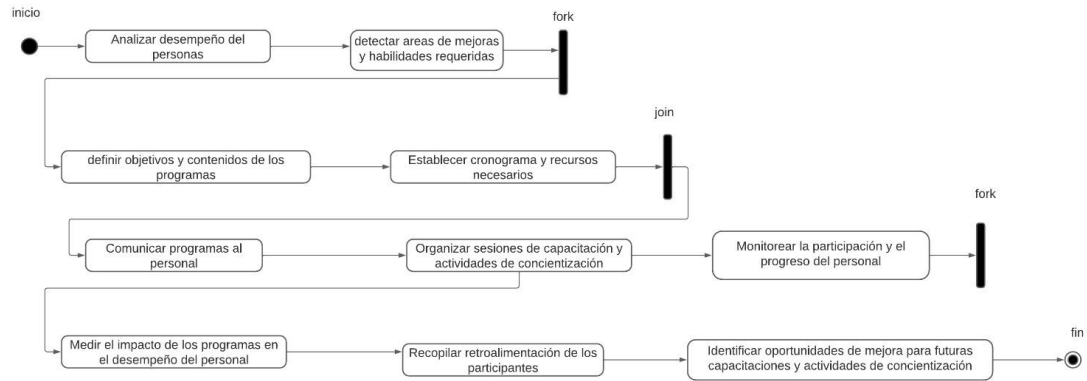 inicio
Analizar desempeño del
personas
detectar areas de mejoras
y habilidades requeridas
fork
definir objetivos y contenidos de los
programas
Establecer cronograma y recursos
necesarios
join
Comunicar programas al
personal
Organizar sesiones de capacitación y
actividades de concientización
Monitorear la participación y el
progreso del personal
fork
Medir el impacto de los programas en
el desempeño del personal
Recopilar retroalimentación de los
participantes
Identificar oportunidades de mejora para futuras
capacitaciones y actividades de concientización
fin